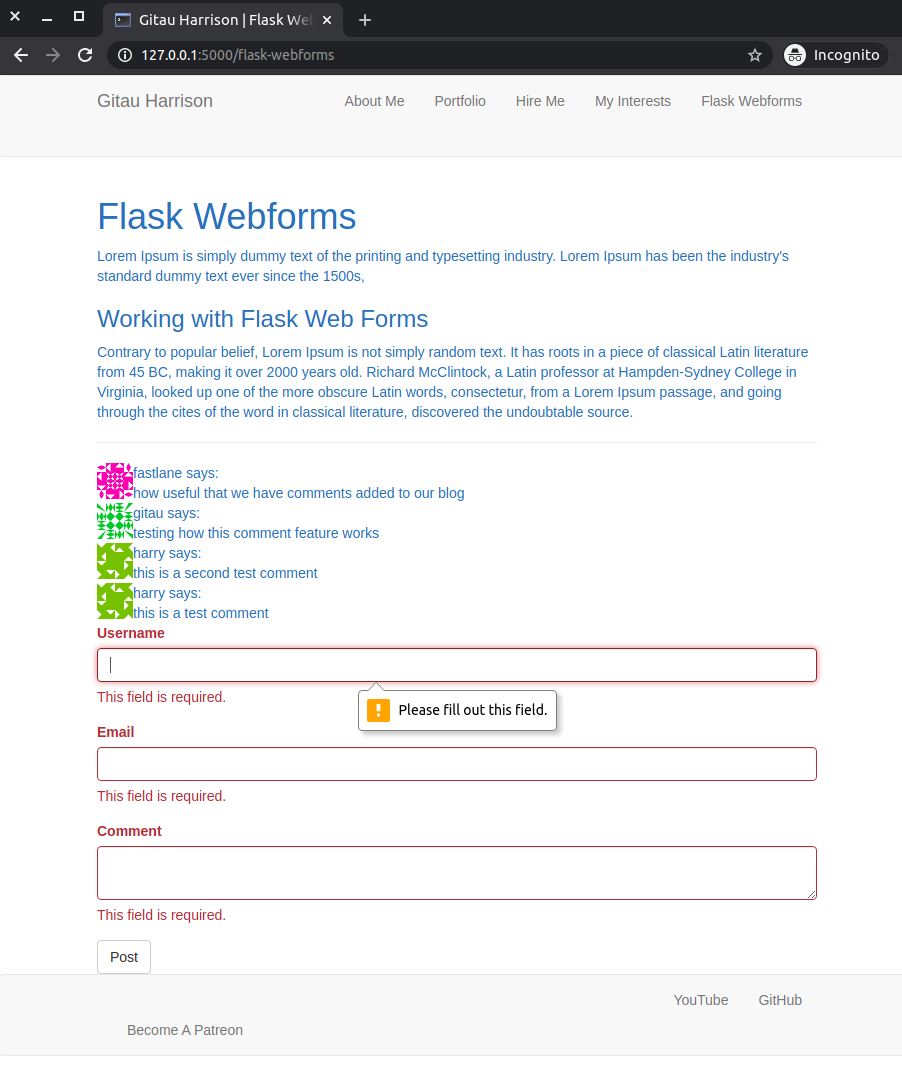 Gitau Harrison | Flask Web
127.0.0.1:5000/flask-webforms
Incognito
Gitau Harrison
About Me
Portfolio
Hire Me
My Interests
Flask Webforms
Flask Webforms
Lorem Ipsum is simply dummy text of the printing and typesetting industry. Lorem Ipsum has been the industry's
standard dummy text ever since the 1500s,
Working with Flask Web Forms
Contrary to popular belief, Lorem Ipsum is not simply random text. It has roots in a piece of classical Latin literature
from 45 BC, making it over 2000 years old. Richard McClintock, a Latin professor at Hampden-Sydney College in
Virginia, looked up one of the more obscure Latin words, consectetur, from a Lorem Ipsum passage, and going
through the cites of the word in classical literature, discovered the undoubtable source.
fastlane says:
how useful that we have comments added to our blog
gitau says:
testing how this comment feature works
harry says:
this is a second test comment
harry says:
this is a test comment
Username
This field is required.
Please fill out this field.
Email
This field is required.
Comment
This field is required.
Post
YouTube
GitHub
Become A Patreon